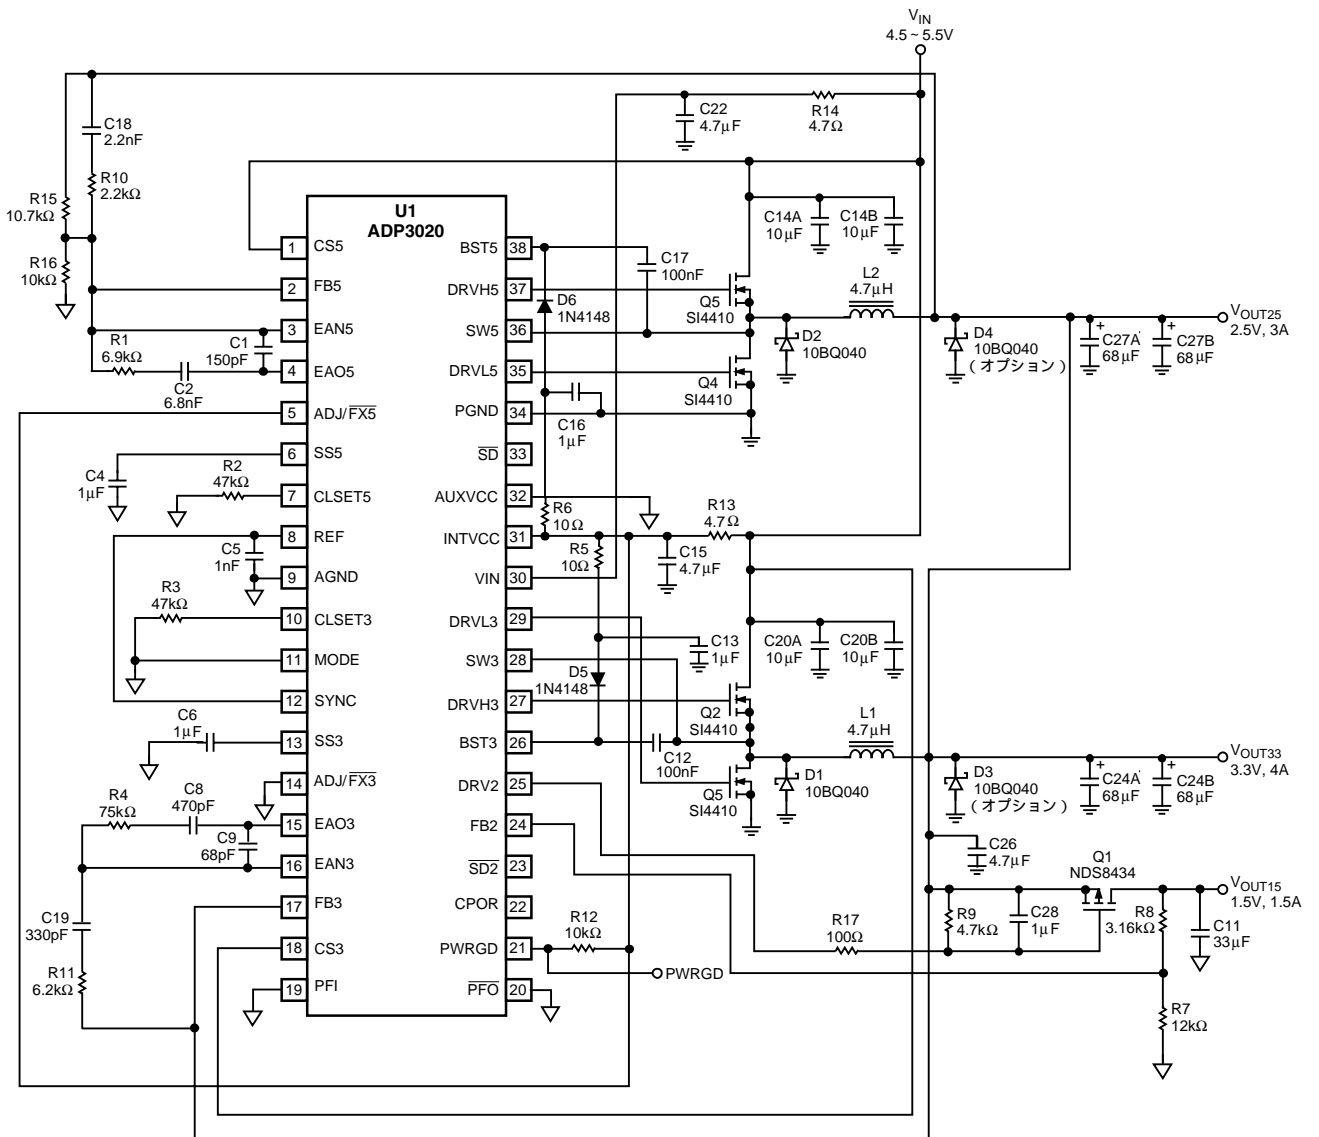 VIN
4.5 ~ 5.5V
C22
4.7μF
R14
4.7Ω
C18
2.2nF
R10
2.2kΩ
R15
10.7kΩ
R16
10kΩ
R1
6.9kΩ
C1
150pF
C2
6.8nF
C4
1μF
R2
47kΩ
C5
1nF
R3
47kΩ
C6
1μF
R4
75kΩ
C8
470pF
C9
68pF
C19
330pF
R11
6.2kΩ
U1
ADP3020
1 CS5
2 FB5
3 EAN5
4 EAO5
5 ADJ/FX5
6 SS5
7 CLSET5
8 REF
9 AGND
10 CLSET3
11 MODE
12 SYNC
13 SS3
14 ADJ/FX3
15 EAO3
16 EAN3
17 FB3
18 CS3
19 PFI
BST5 38
DRVH5 37
SW5 36
DRVL5 35
PGND 34
SD 33
AUXVCC 32
INTVCC 31
VIN 30
DRVL3 29
SW3 28
DRVH3 27
BST3 26
DRV2 25
FB2 24
SD2 23
CPOR 22
PWRGD 21
PFO 20
C17
100nF
D6
1N4148
C16
1μF
R6
10Ω
R5
10Ω
C15
4.7μF
R13
4.7Ω
C13
1μF
D5
1N4148
C12
100nF
R12
10kΩ
PWRGD
C14A
10μF
C14B
10μF
Q5
SI4410
Q4
SI4410
D2
10BQ040
L2
4.7μH
D4
10BQ040
(オプション)
+
C27A
68μF
+
C27B
68μF
VOUT25
2.5V, 3A
C20A
10μF
C20B
10μF
Q2
SI4410
Q5
SI4410
D1
10BQ040
L1
4.7μH
D3
10BQ040
(オプション)
+
C24A
68μF
+
C24B
68μF
VOUT33
3.3V, 4A
C26
4.7μF
Q1
NDS8434
VOUT15
1.5V, 1.5A
R17
100Ω
R9
4.7kΩ
C28
1μF
R8
3.16kΩ
C11
33μF
R7
12kΩ